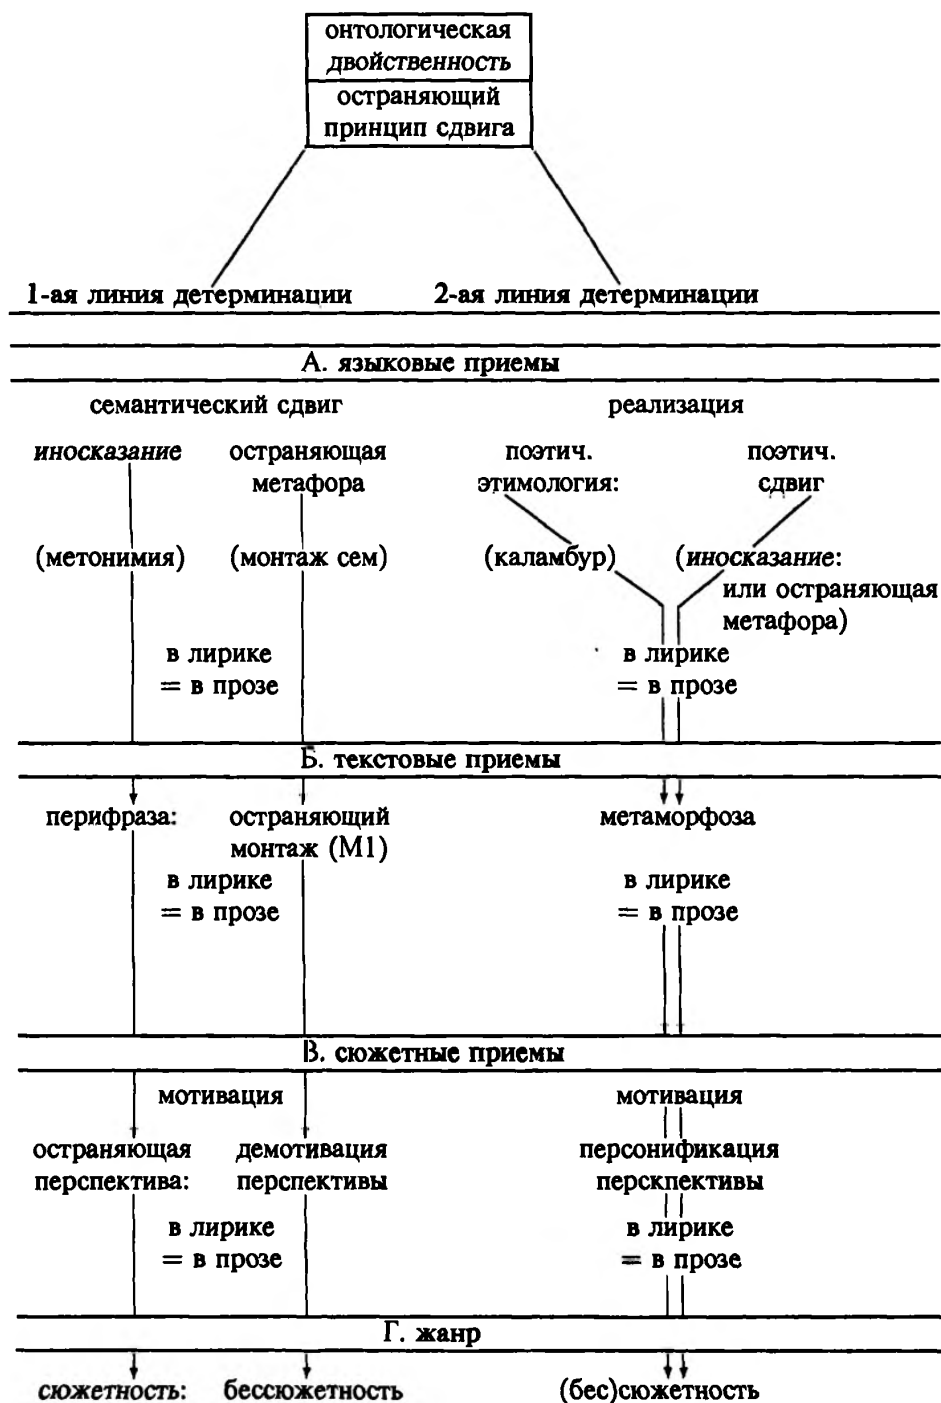 онтологическая
двойственность
остраняющий
принцип сдвига
1-ая линия детерминации 2-ая линия детерминации
А. языковые приемы
семантический сдвиг реализация
иносказание остраняющая поэтич. поэтич.
метафора этимология: сдвиг
(метонимия) (монтаж сем) (каламбур) (иносказание:
или остраняющая
метафора)
в лирике в лирике
= в прозе = в прозе
Б. текстовые приемы
перифраза: остраняющий метаморфоза
монтаж (М1)
в лирике в лирике
= в прозе = в прозе
В. сюжетные приемы
мотивация мотивация
остраняющая демотивация персонификация
перспектива: перспективы перскпективы
в лирике в лирике
= в прозе = в прозе
Г. жанр
сюжетность: бессюжетность (бес)сюжетность